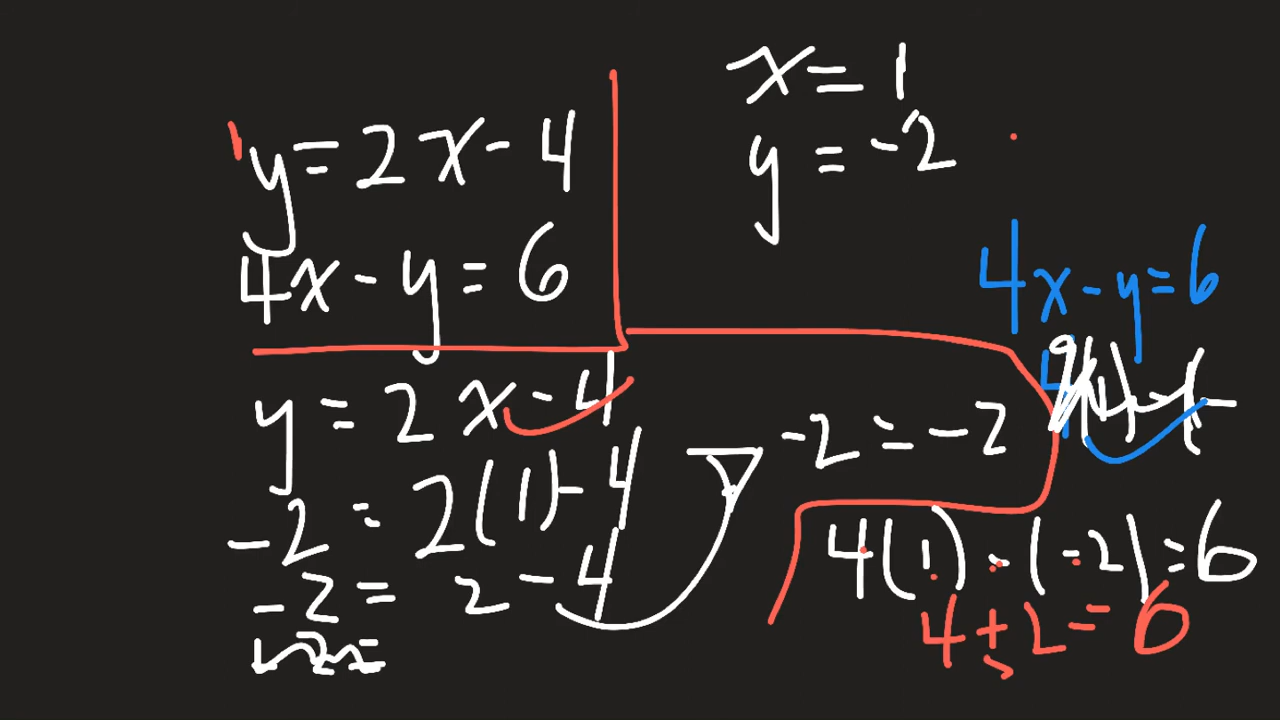 y = 2x - 4
4x - y = 6
x = 1
y = -2
y = 2x - 4
-2 = 2(1) - 4
-2 = 2 - 4
-2 = -2
4x - y = 6
4(1) - (-2) = 6
4 + 2 = 6